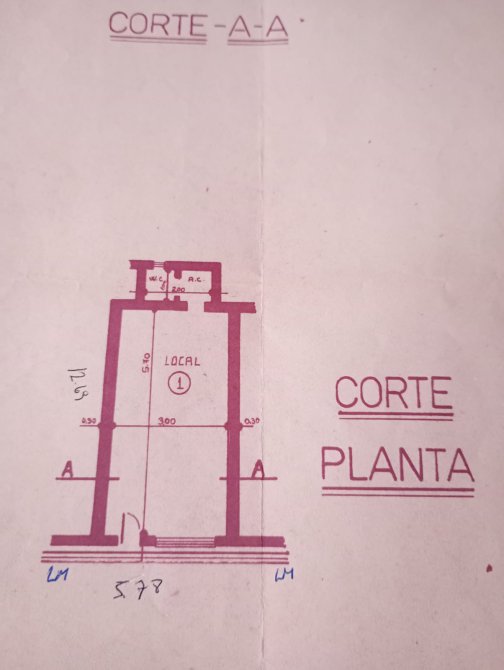 CORTE-A-A
W.C. A.C.
2.00
5.70
LOCAL
1
12.69
0.30 3.00 0.30
A A
CORTE
PLANTA
LM LM
5.78